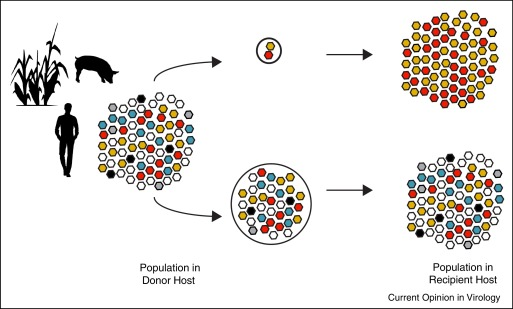 Population in
Donor Host
Population in
Recipient Host
Current Opinion in Virology